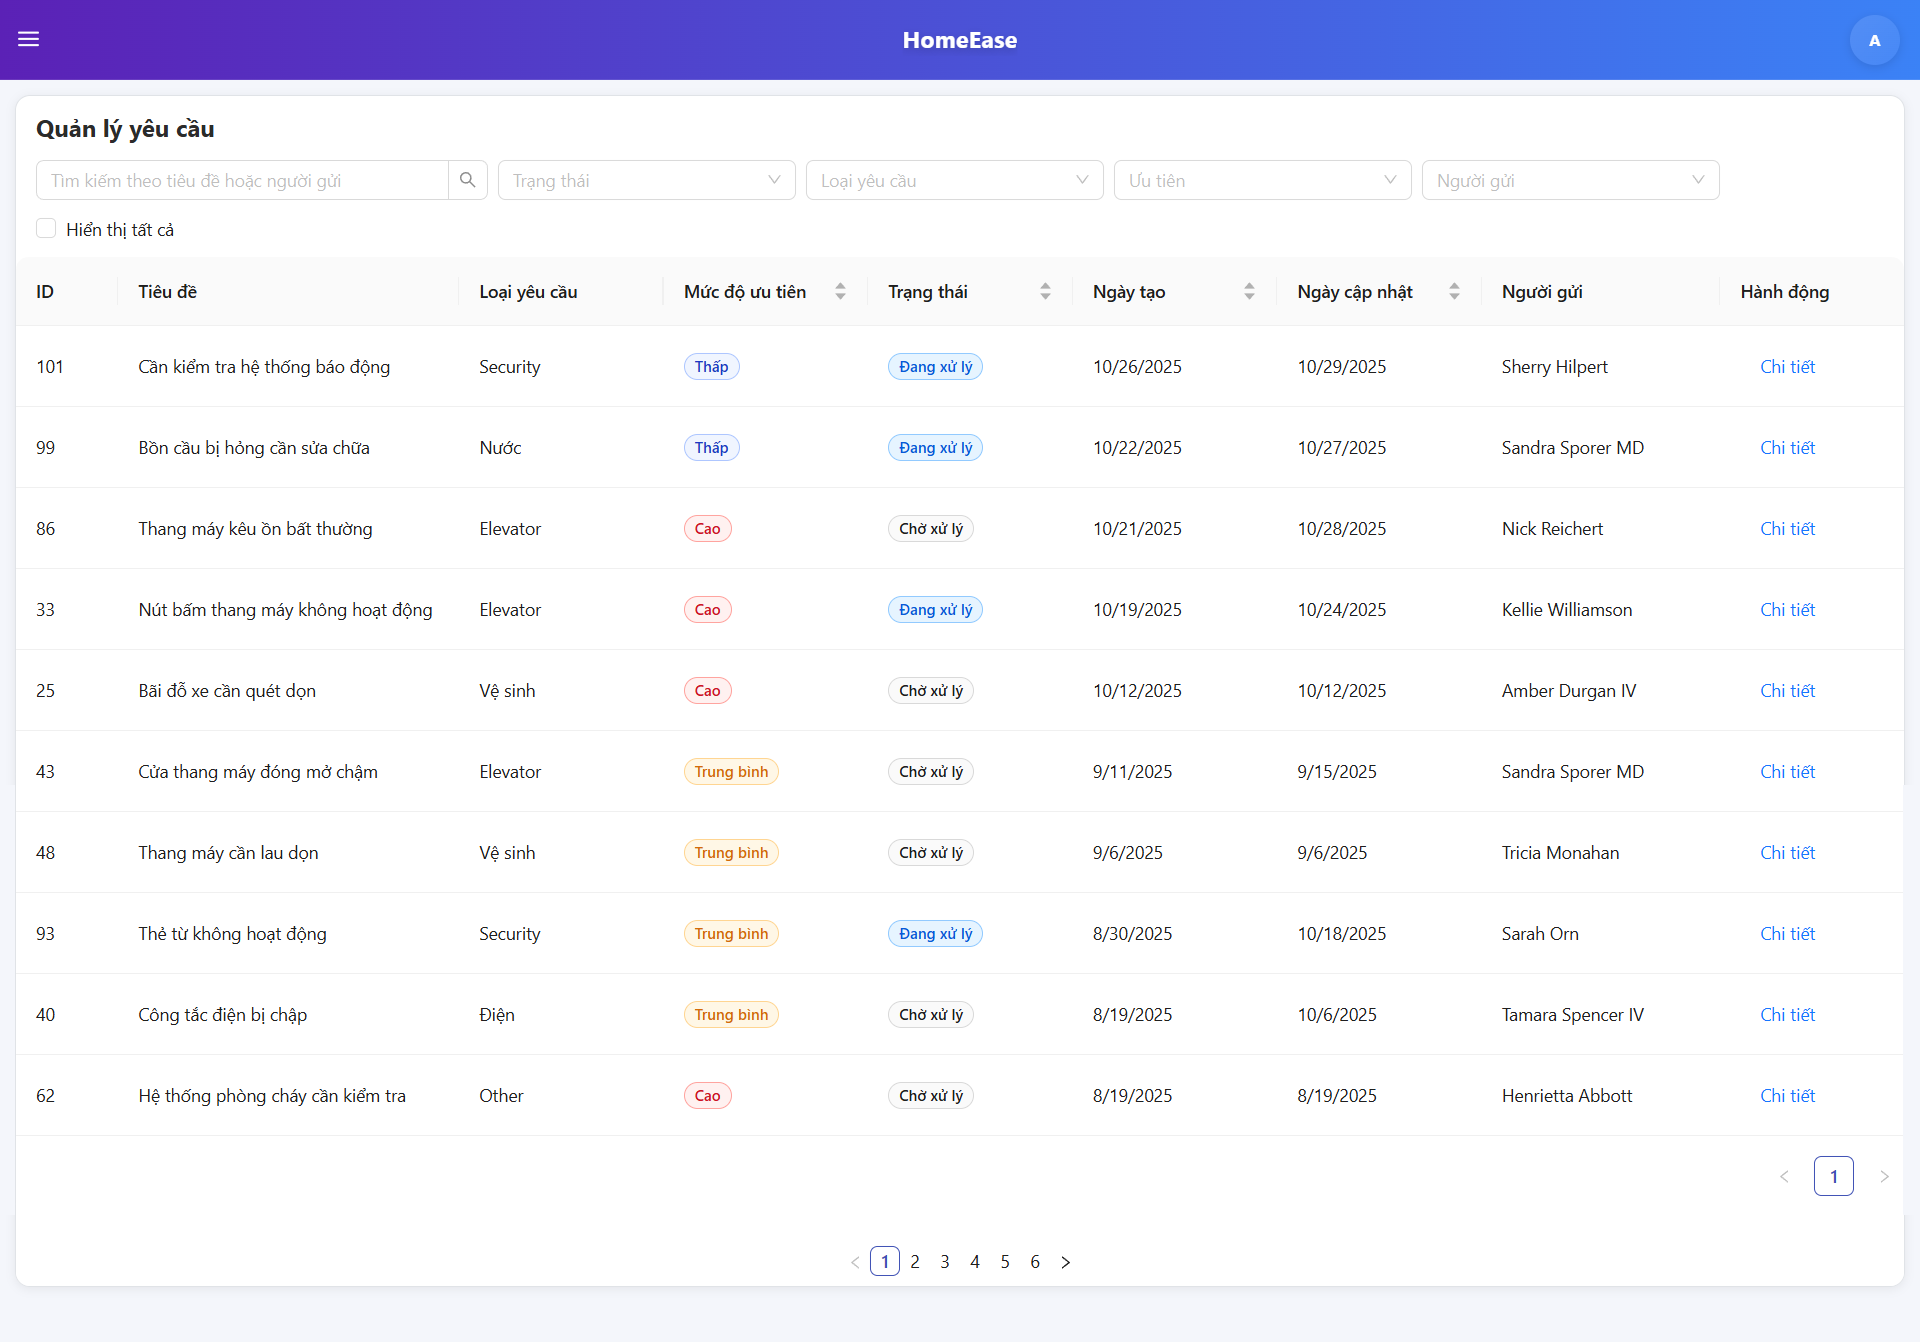 HomeEase
A
Quản lý yêu cầu
Tìm kiếm theo tiêu đề hoặc người gửi
Trạng thái
Loại yêu cầu
Ưu tiên
Người gửi
Hiển thị tất cả
ID Tiêu đề Loại yêu cầu Mức độ ưu tiên Trạng thái Ngày tạo Ngày cập nhật Người gửi Hành động
101 Cần kiểm tra hệ thống báo động Security Thấp Đang xử lý 10/26/2025 10/29/2025 Sherry Hilpert Chi tiết
99 Bồn cầu bị hỏng cần sửa chữa Nước Thấp Đang xử lý 10/22/2025 10/27/2025 Sandra Sporer MD Chi tiết
86 Thang máy kêu ồn bất thường Elevator Cao Chờ xử lý 10/21/2025 10/28/2025 Nick Reichert Chi tiết
33 Nút bấm thang máy không hoạt động Elevator Cao Đang xử lý 10/19/2025 10/24/2025 Kellie Williamson Chi tiết
25 Bãi đỗ xe cần quét dọn Vệ sinh Cao Chờ xử lý 10/12/2025 10/12/2025 Amber Durgan IV Chi tiết
43 Cửa thang máy đóng mở chậm Elevator Trung bình Chờ xử lý 9/11/2025 9/15/2025 Sandra Sporer MD Chi tiết
48 Thang máy cần lau dọn Vệ sinh Trung bình Chờ xử lý 9/6/2025 9/6/2025 Tricia Monahan Chi tiết
93 Thẻ từ không hoạt động Security Trung bình Đang xử lý 8/30/2025 10/18/2025 Sarah Orn Chi tiết
40 Công tắc điện bị chập Điện Trung bình Chờ xử lý 8/19/2025 10/6/2025 Tamara Spencer IV Chi tiết
62 Hệ thống phòng cháy cần kiểm tra Other Cao Chờ xử lý 8/19/2025 8/19/2025 Henrietta Abbott Chi tiết
1
1 2 3 4 5 6